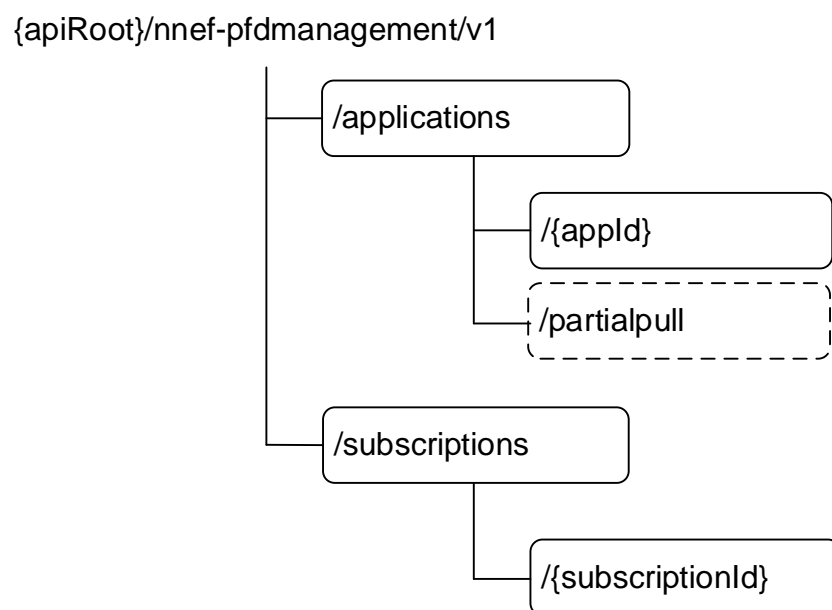 {apiRoot}/nnef-pfdmanagement/v1
/applications
/{appId}
/partialpull
/subscriptions
/{subscriptionId}